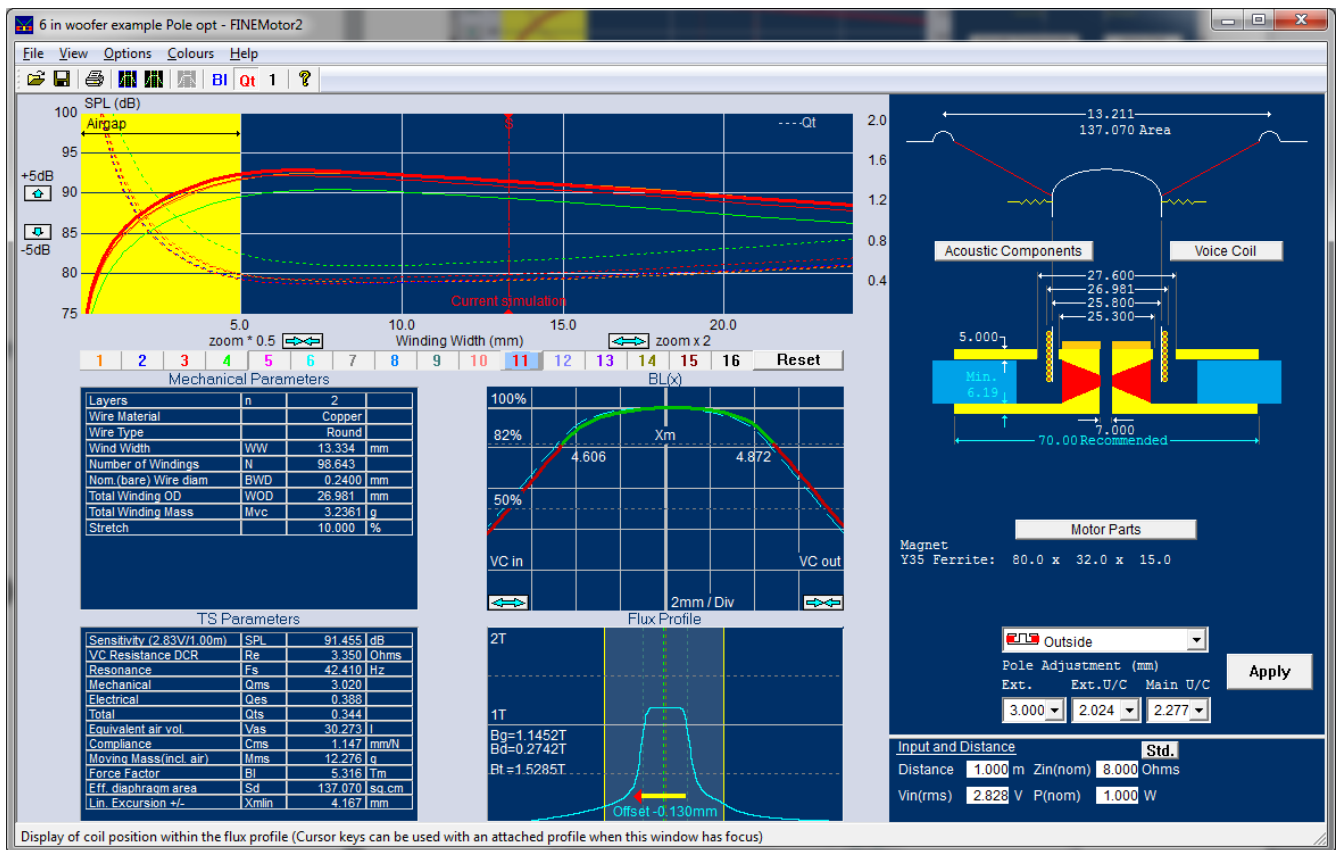 6 in woofer example Pole opt - FINEMotor2
File View Options Colours Help
Bl Qt 1 ?
SPL (dB)
100
Airgap
S
----Qt
2.0
95
1.6
+5dB
90
1.2
-5dB
85
0.8
80
0.4
Current simulation
75
5.0 10.0 15.0 20.0
zoom * 0.5 Winding Width (mm) zoom x 2
1 2 3 4 5 6 7 8 9 10 11 12 13 14 15 16 Reset
Mechanical Parameters
Layers n 2
Wire Material Copper
Wire Type Round
Wind Width WW 13.334 mm
Number of Windings N 98.643
Nom.(bare) Wire diam BWD 0.2400 mm
Total Winding OD WOD 26.981 mm
Total Winding Mass Mvc 3.2361 g
Stretch 10.000 %
BL(x)
100%
82% Xm
4.606 4.872
50%
VC in VC out
2mm / Div
TS Parameters
Sensitivity (2.83V/1.00m) SPL 91.455 dB
VC Resistance DCR Re 3.350 Ohms
Resonance Fs 42.410 Hz
Mechanical Qms 3.020
Electrical Qes 0.388
Total Qts 0.344
Equivalent air vol. Vas 30.273 l
Compliance Cms 1.147 mm/N
Moving Mass(incl. air) Mms 12.276 g
Force Factor Bl 5.316 Tm
Eff. diaphragm area Sd 137.070 sq.cm
Lin. Excursion +/- Xmlin 4.167 mm
Flux Profile
2T
1T
Bg=1.1452T
Bd=0.2742T
Bt =1.5285T
Offset -0.130mm
13.211
137.070 Area
Acoustic Components Voice Coil
27.600
26.981
25.800
25.300
5.000
Min.
6.19
7.000
70.00 Recommended
Motor Parts
Magnet
Y35 Ferrite: 80.0 x 32.0 x 15.0
Outside
Pole Adjustment (mm)
Ext. Ext.U/C Main U/C
3.000 2.024 2.277
Apply
Input and Distance Std.
Distance 1.000 m Zin(nom) 8.000 Ohms
Vin(rms) 2.828 V P(nom) 1.000 W
Display of coil position within the flux profile (Cursor keys can be used with an attached profile when this window has focus)